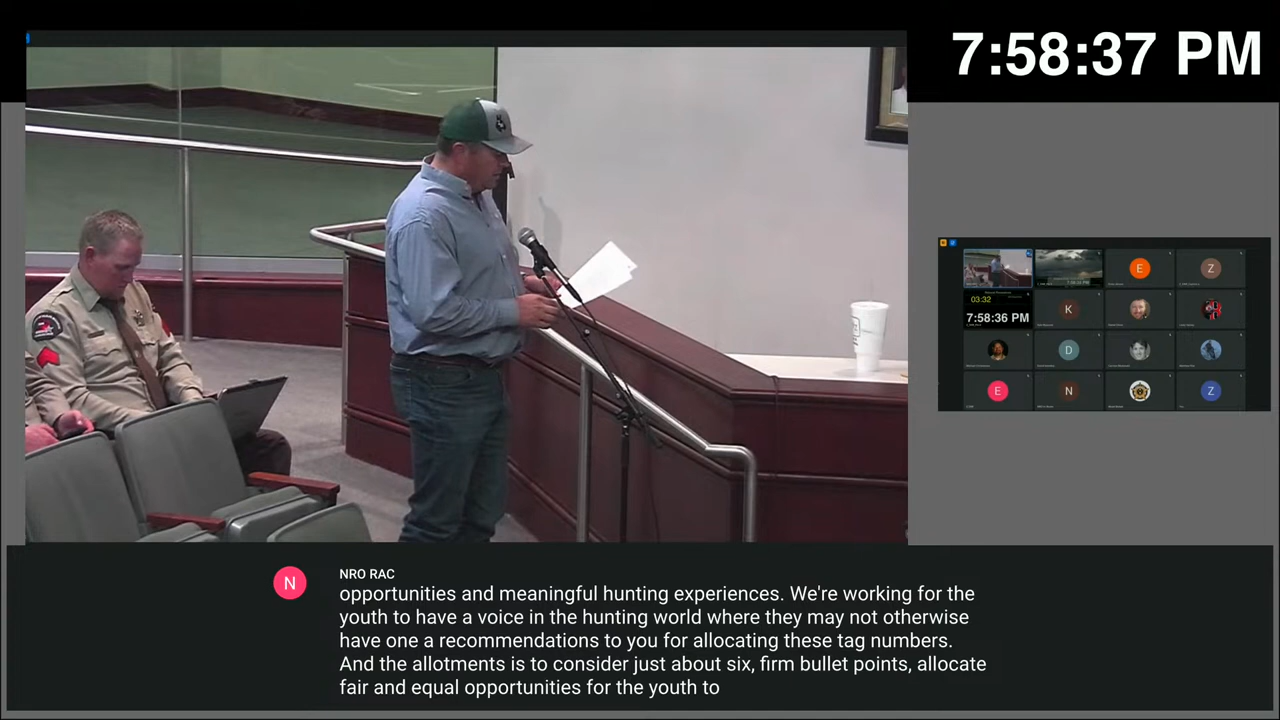 7:58:37 PM
E
Z
03:32
7:58:36 PM
K
D
E
N
Z
N
NRO RAC
opportunities and meaningful hunting experiences. We're working for the
youth to have a voice in the hunting world where they may not otherwise
have one a recommendations to you for allocating these tag numbers.
And the allotments is to consider just about six, firm bullet points, allocate
fair and equal opportunities for the youth to